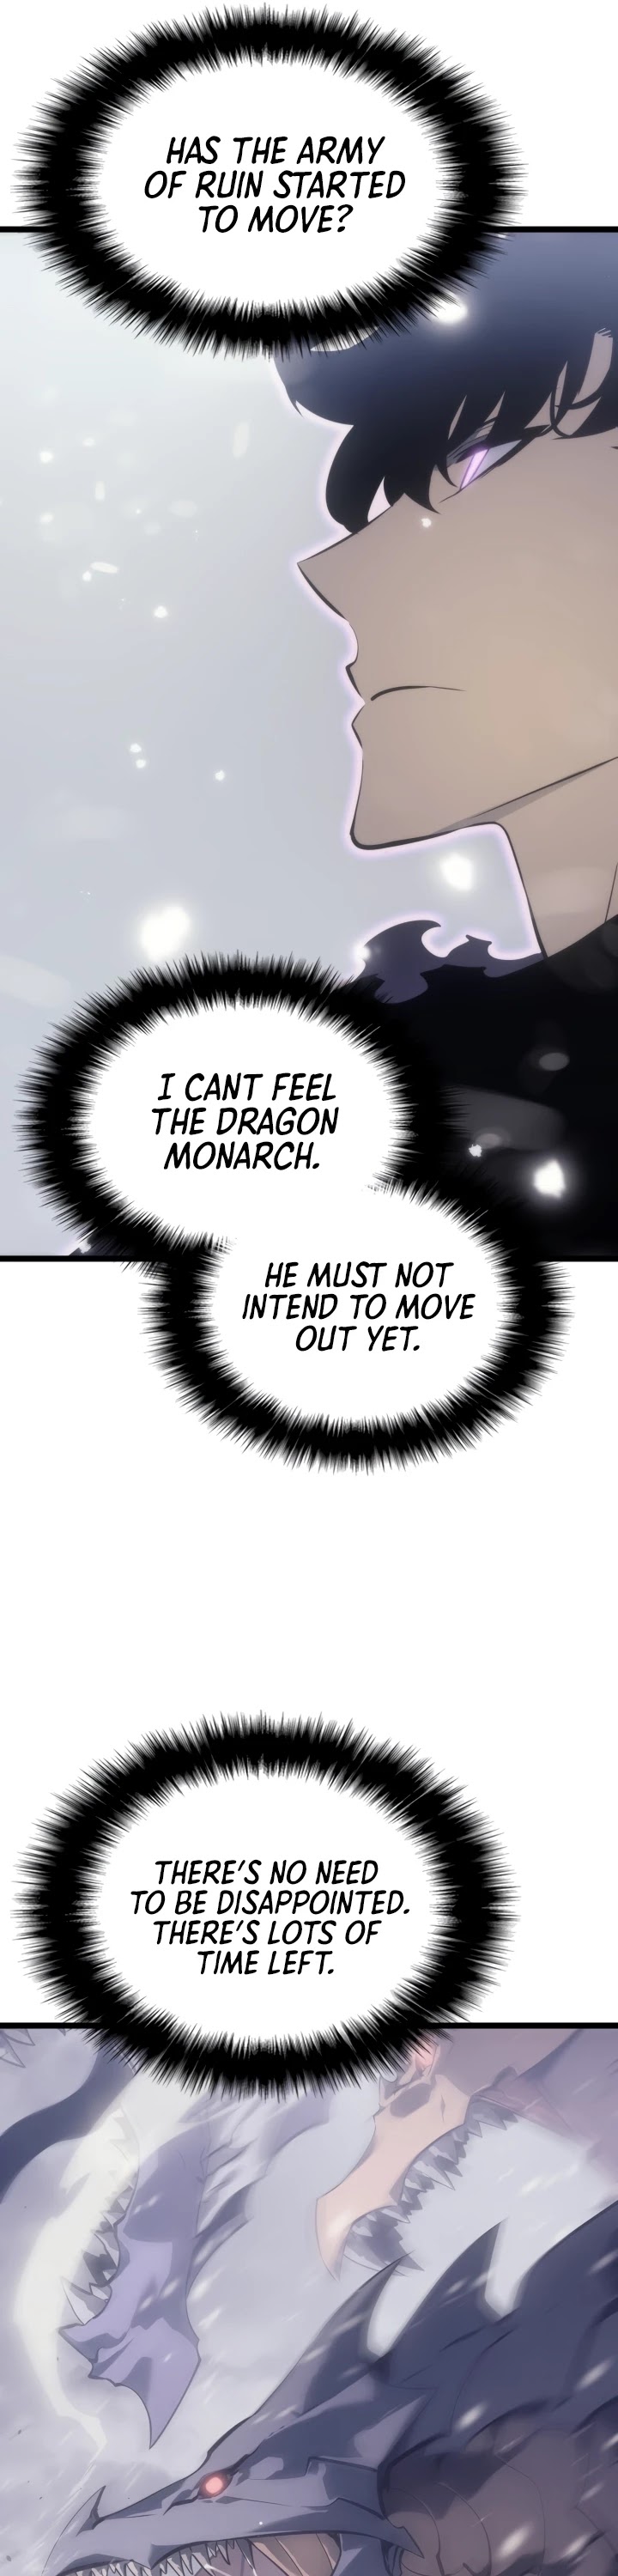 HAS THE ARMY
OF RUIN STARTED
TO MOVE?
I CANT FEEL
THE DRAGON
MONARCH.
HE MUST NOT
INTEND TO MOVE
OUT YET.
THERE'S NO NEED
TO BE DISAPPOINTED.
THERE'S LOTS OF
TIME LEFT.